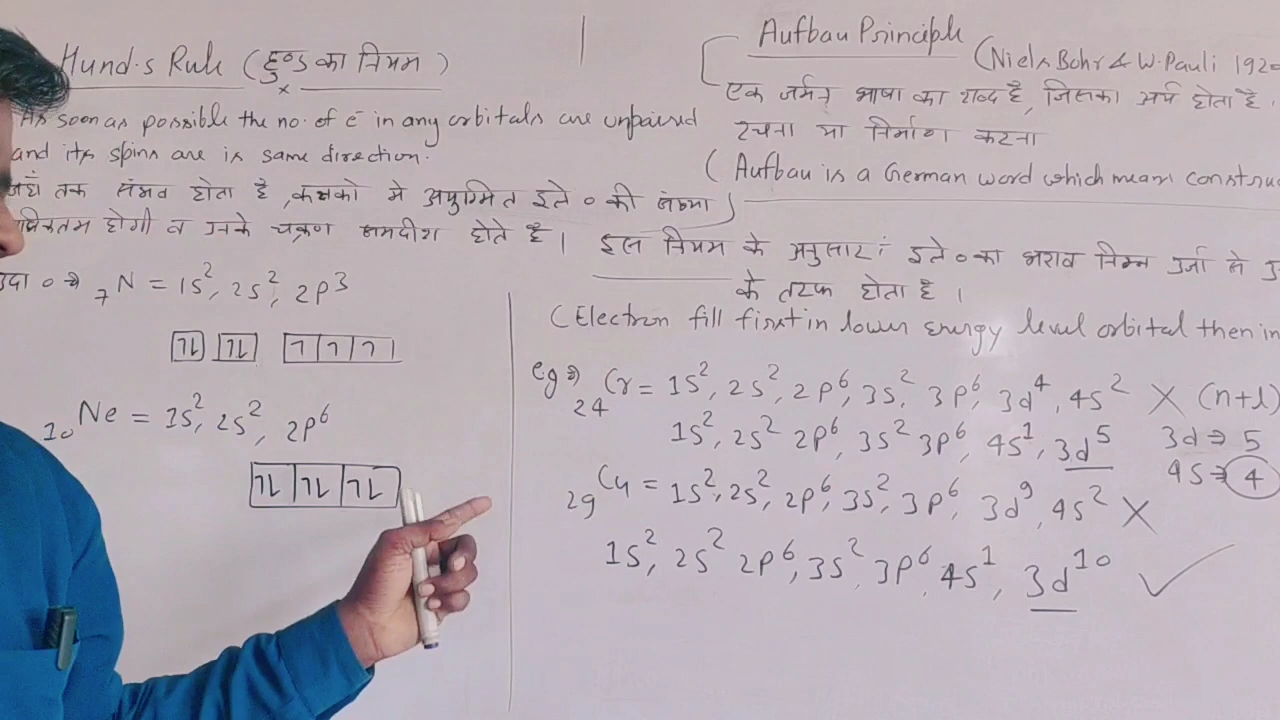 Hund's Rule (हुण्ड का नियम)
As soon as possible the no. of e⁻ in any orbitals are unpaired
and its spins are in same direction.
जहाँ तक संभव होता है, कक्षको मे अयुग्मित इले० की संख्या
अधिकतम होगी व उनके चक्रण समदीश होते है।
उदा० ⇒ ₇N = 1s², 2s², 2p³
₁₀Ne = 1s², 2s², 2p⁶
Aufbau Principle
(Niels Bohr & W. Pauli 1920
एक जर्मन भाषा का शब्द है, जिसका अर्थ होता है
रचना या निर्माण करना
(Aufbau is a German word which means construc
इस नियम के अनुसार: इले० का भराव निम्न उर्जा से उ
के तरफ होता है।
(Electron fill first in lower energy level orbital then in
eg ⇒ ₂₄Cr = 1s², 2s², 2p⁶, 3s², 3p⁶, 3d⁴, 4s² X (n+l)
1s², 2s² 2p⁶, 3s² 3p⁶, 4s¹, 3d⁵ 3d ⇒ 5
4s ⇒ 4
₂₉Cu = 1s², 2s², 2p⁶, 3s², 3p⁶, 3d⁹, 4s² X
1s², 2s² 2p⁶, 3s², 3p⁶, 4s¹, 3d¹⁰ ✓